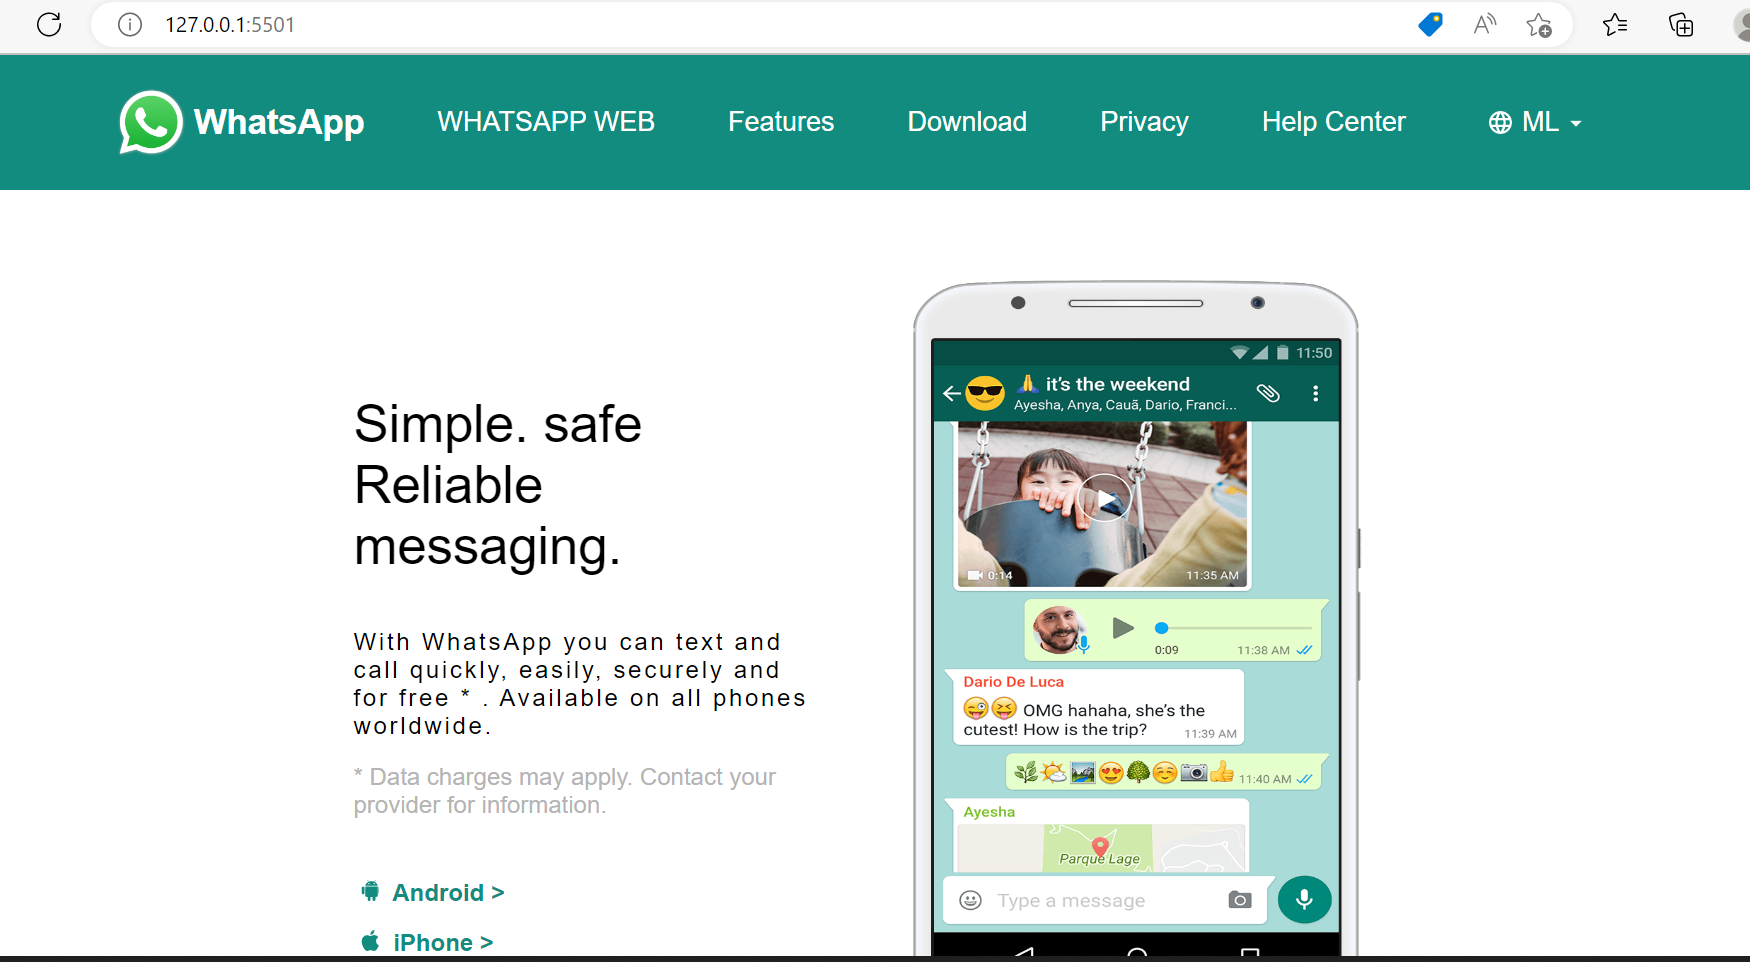 127.0.0.1:5501
WhatsApp
WHATSAPP WEB
Features
Download
Privacy
Help Center
ML
Simple. safe
Reliable
messaging.
With WhatsApp you can text and
call quickly, easily, securely and
for free * . Available on all phones
worldwide.
* Data charges may apply. Contact your
provider for information.
Android >
iPhone >
11:50
🙏 it's the weekend
Ayesha, Anya, Cauã, Dario, Franci...
0:14
11:35 AM
0:09
11:38 AM
Dario De Luca
😜😝 OMG hahaha, she's the
cutest! How is the trip?
11:39 AM
🌿🌤️🏞️😍🌳☺️📷👍 11:40 AM
Ayesha
Parque Lage
Type a message